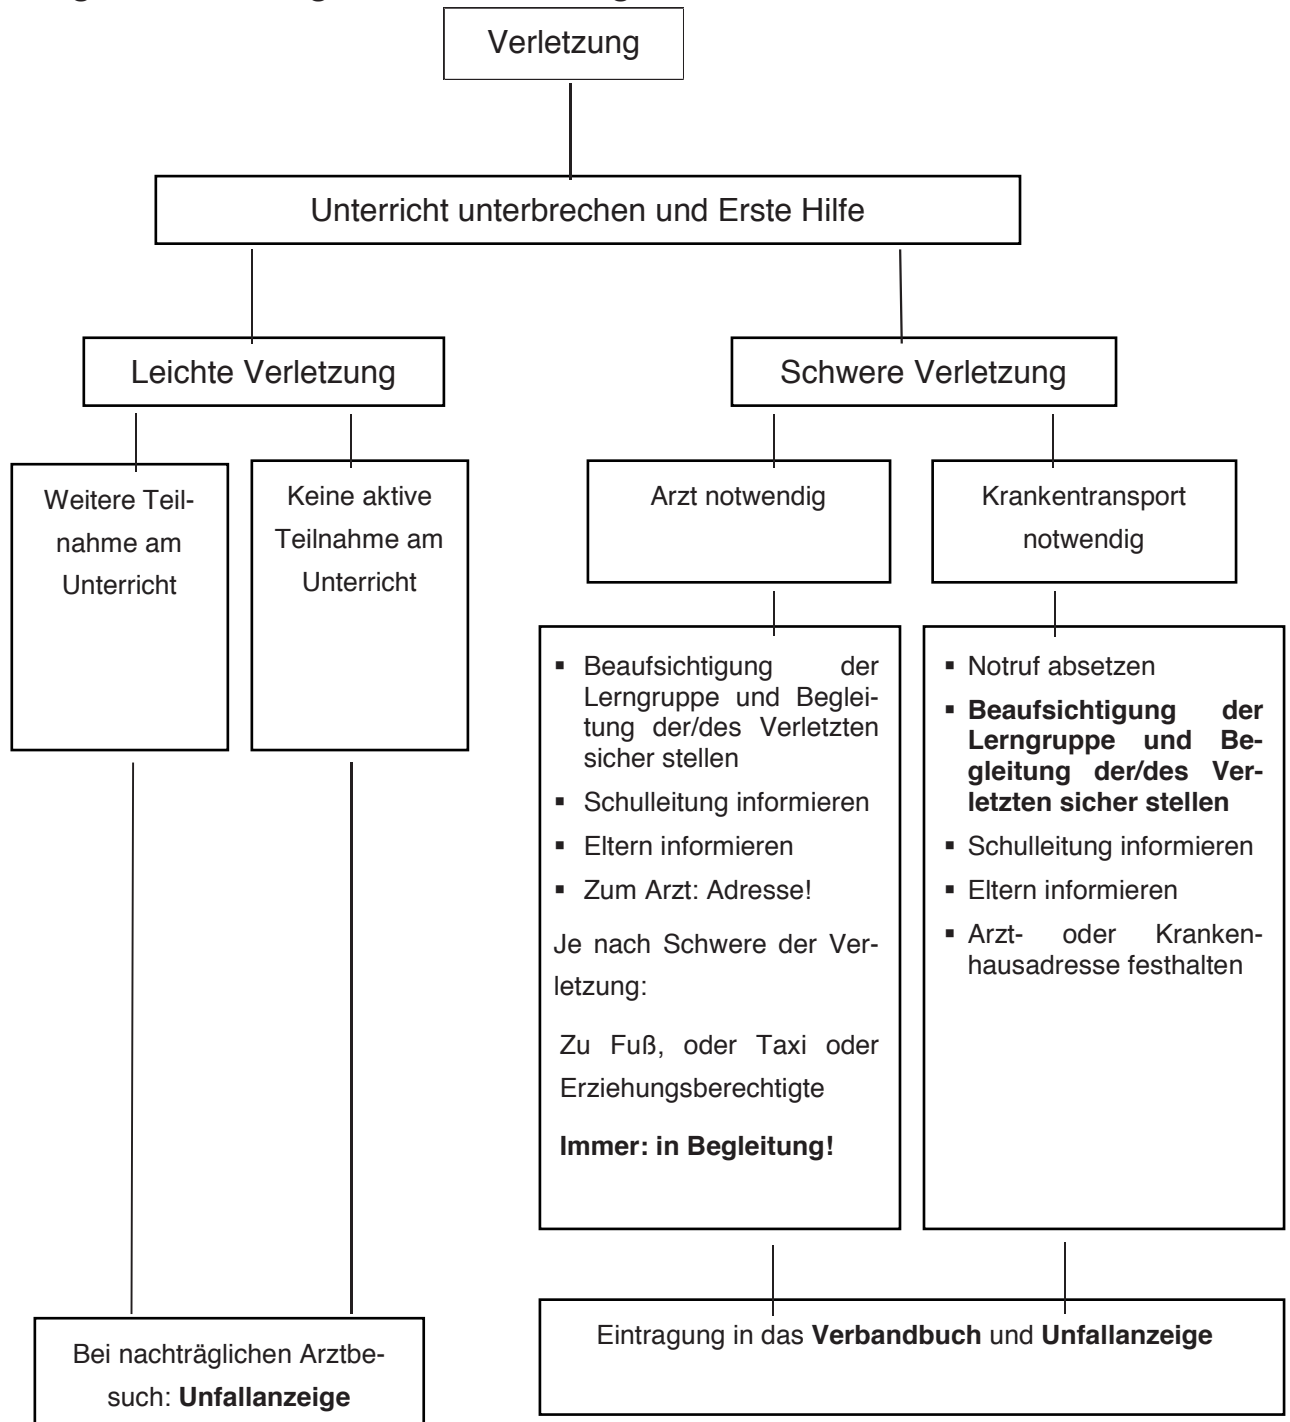 Verletzung
Unterricht unterbrechen und Erste Hilfe
Leichte Verletzung
Schwere Verletzung
Weitere Teil-
nahme am
Unterricht
Keine aktive
Teilnahme am
Unterricht
Arzt notwendig
Krankentransport
notwendig
▪ Beaufsichtigung der
Lerngruppe und Beglei-
tung der/des Verletzten
sicher stellen
▪ Schulleitung informieren
▪ Eltern informieren
▪ Zum Arzt: Adresse!
Je nach Schwere der Ver-
letzung:
Zu Fuß, oder Taxi oder
Erziehungsberechtigte
Immer: in Begleitung!
▪ Notruf absetzen
▪ Beaufsichtigung der
Lerngruppe und Be-
gleitung der/des Ver-
letzten sicher stellen
▪ Schulleitung informieren
▪ Eltern informieren
▪ Arzt- oder Kranken-
hausadresse festhalten
Bei nachträglichen Arztbe-
such: Unfallanzeige
Eintragung in das Verbandbuch und Unfallanzeige